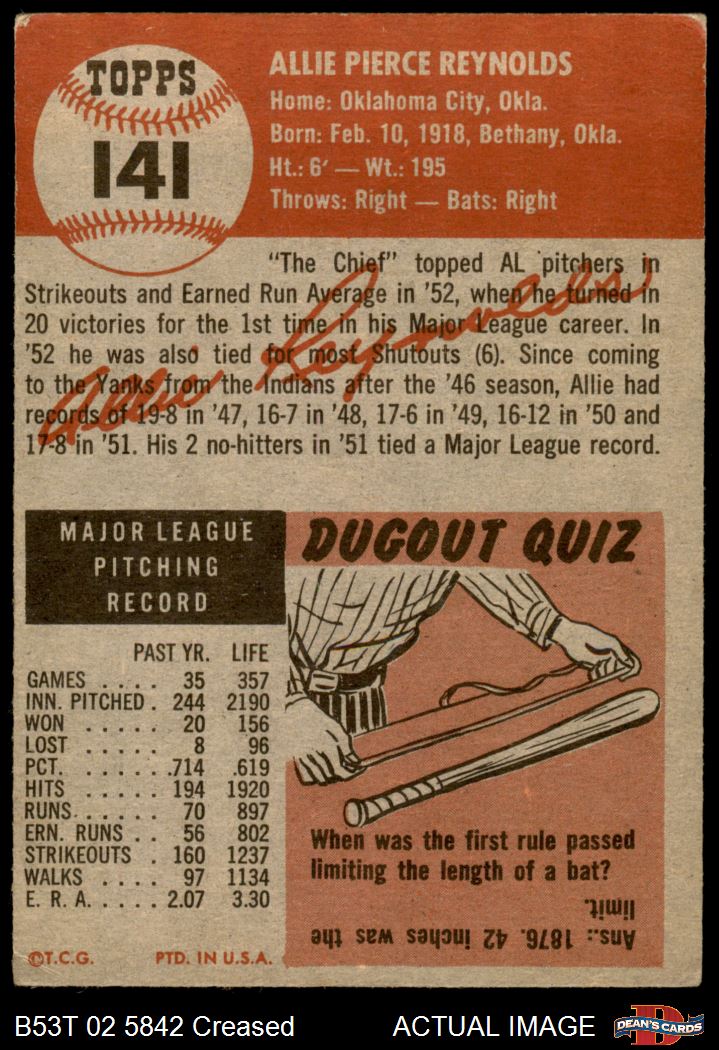 TOPPS
141
ALLIE PIERCE REYNOLDS
Home: Oklahoma City, Okla.
Born: Feb. 10, 1918, Bethany, Okla.
Ht.: 6' — Wt.: 195
Throws: Right — Bats: Right
"The Chief" topped AL pitchers in
Strikeouts and Earned Run Average in '52, when he turned in
20 victories for the 1st time in his Major League career. In
'52 he was also tied for most Shutouts (6). Since coming
to the Yanks from the Indians after the '46 season, Allie had
records of 19-8 in '47, 16-7 in '48, 17-6 in '49, 16-12 in '50 and
17-8 in '51. His 2 no-hitters in '51 tied a Major League record.
Allie Reynolds
MAJOR LEAGUE
PITCHING
RECORD
PAST YR. LIFE
GAMES . . . . 35 357
INN. PITCHED . 244 2190
WON . . . . . 20 156
LOST . . . . . 8 96
PCT. . . . . . .714 .619
HITS . . . . . 194 1920
RUNS . . . . . 70 897
ERN. RUNS . . 56 802
STRIKEOUTS . 160 1237
WALKS . . . . 97 1134
E. R. A. . . . . 2.07 3.30
©T.C.G. PTD. IN U.S.A.
DUGOUT QUIZ
When was the first rule passed
limiting the length of a bat?
Ans.: 1876. 42 inches was the
limit.
B53T 02 5842 Creased ACTUAL IMAGE
D
DEAN'S CARDS